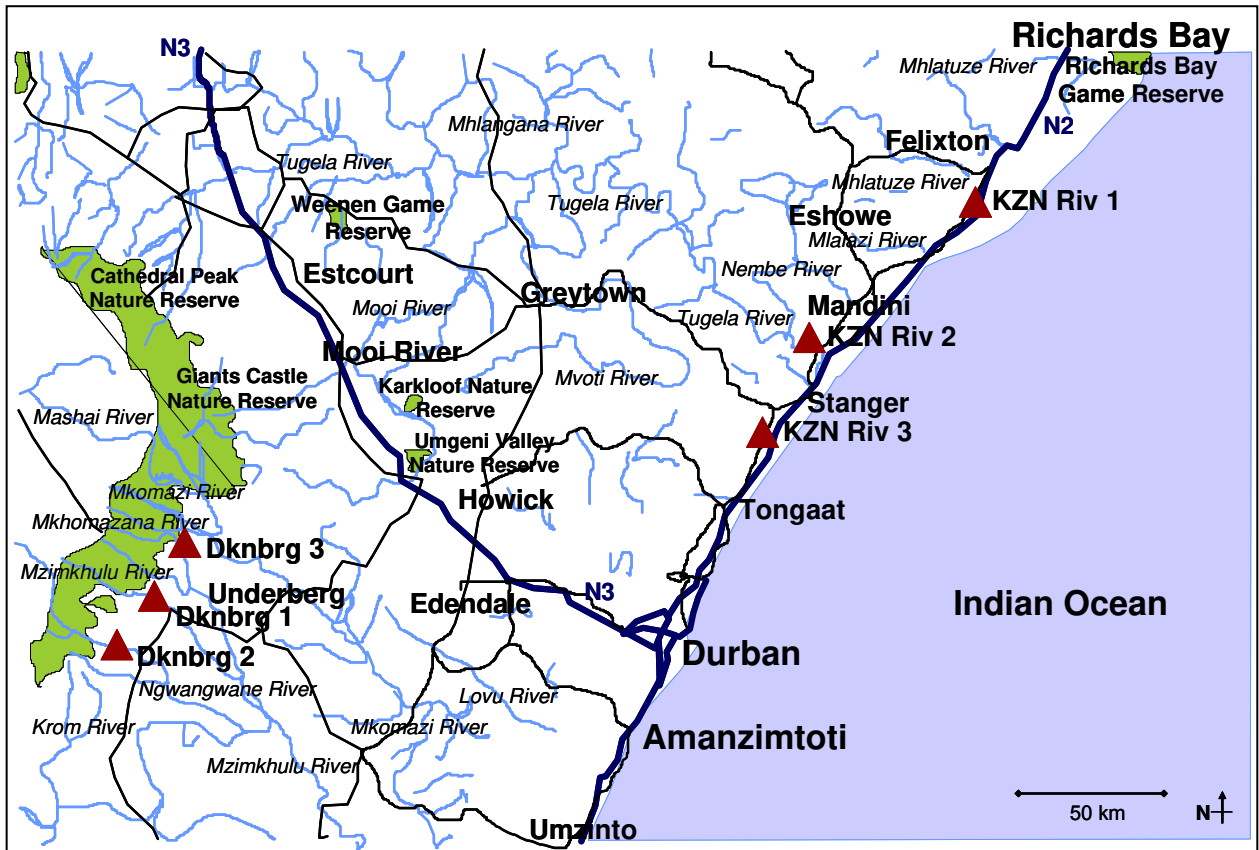 Richards Bay
N3
Mhlatuze River
Richards Bay
Game Reserve
N2
Mhlangana River
Felixton
Tugela River
Mhlatuze River
Weenen Game
Reserve
Tugela River
KZN Riv 1
Eshowe
Mlalazi River
Cathedral Peak
Nature Reserve
Estcourt
Nembe River
Greytown
Mooi River
Mandini
Tugela River
KZN Riv 2
Mooi River
Giants Castle
Nature Reserve
Karkloof Nature
Reserve
Mvoti River
Stanger
Mashai River
KZN Riv 3
Umgeni Valley
Nature Reserve
Mkomazi River
Howick
Tongaat
Mkhomazana River
Dknbrg 3
Mzimkhulu River
Underberg
Dknbrg 1
Edendale
N3
Indian Ocean
Dknbrg 2
Durban
Ngwangwane River
Lovu River
Krom River
Mkomazi River
Amanzimtoti
Mzimkhulu River
50 km
N
Umzinto